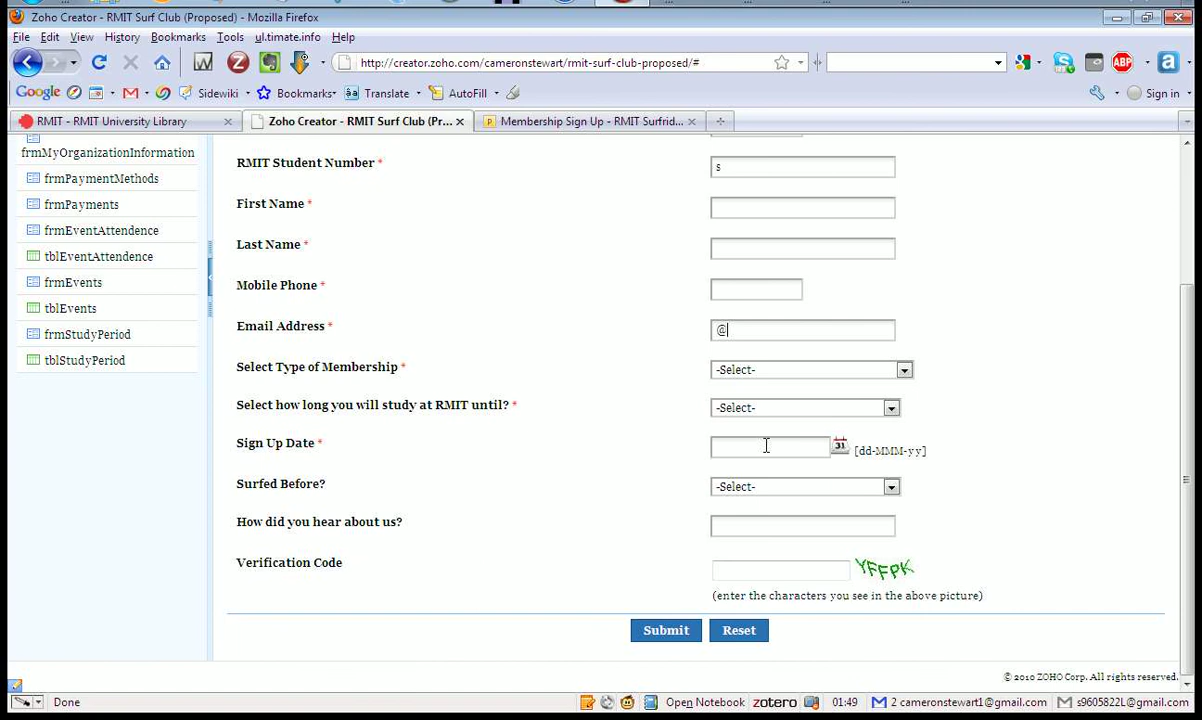 Zoho Creator - RMIT Surf Club (Proposed) - Mozilla Firefox
File Edit View History Bookmarks Tools ul.timate.info Help
http://creator.zoho.com/cameronstewart/rmit-surf-club-proposed/#
Google Sidewiki Bookmarks Translate AutoFill Sign in
RMIT - RMIT University Library
Zoho Creator - RMIT Surf Club (Pr...
Membership Sign Up - RMIT Surfrid...
frmMyOrganizationInformation
frmPaymentMethods
frmPayments
frmEventAttendence
tblEventAttendence
frmEvents
tblEvents
frmStudyPeriod
tblStudyPeriod
RMIT Student Number * s
First Name *
Last Name *
Mobile Phone *
Email Address * @
Select Type of Membership * -Select-
Select how long you will study at RMIT until? * -Select-
Sign Up Date * 31 [dd-MMM-yy]
Surfed Before? -Select-
How did you hear about us?
Verification Code YFFPK
(enter the characters you see in the above picture)
Submit Reset
© 2010 ZOHO Corp. All rights reserved.
Done Open Notebook zotero 01:49 2 cameronstewart1@gmail.com s9605822L@gmail.com